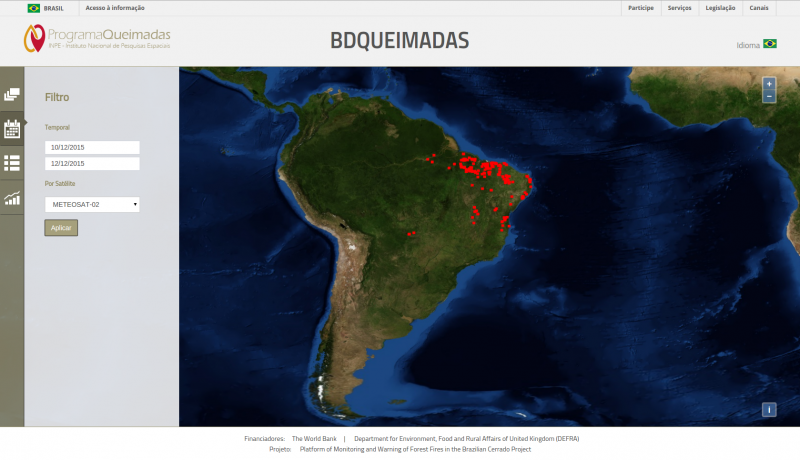 BRASIL
Acesso à informação
Participe
Serviços
Legislação
Canais
ProgramaQueimadas
INPE - Instituto Nacional de Pesquisas Espaciais
BDQUEIMADAS
Idioma
Filtro
Temporal
10/12/2015
12/12/2015
Por Satélite
METEOSAT-02
Aplicar
+
−
i
Financiadores: The World Bank | Department for Environment, Food and Rural Affairs of United Kingdom (DEFRA)
Projeto: Platform of Monitoring and Warning of Forest Fires in the Brazilian Cerrado Project